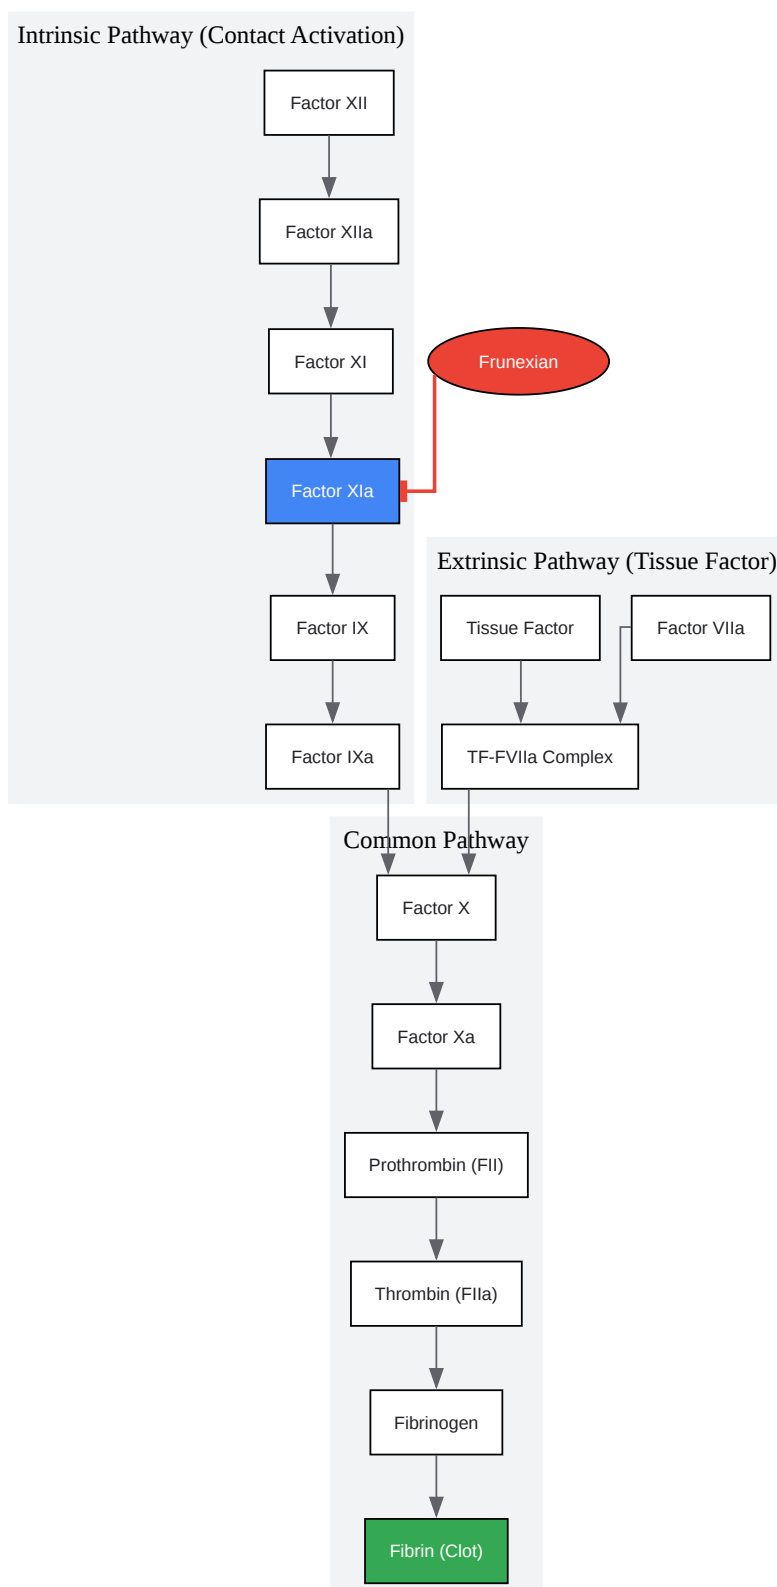 Intrinsic Pathway (Contact Activation)
Factor XII
Factor XIIa
Factor XI
Frunexian
Factor XIa
Extrinsic Pathway (Tissue Factor)
Factor IX
Tissue Factor
Factor VIIa
Factor IXa
TF-FVIIa Complex
Common Pathway
Factor X
Factor Xa
Prothrombin (FII)
Thrombin (FIIa)
Fibrinogen
Fibrin (Clot)